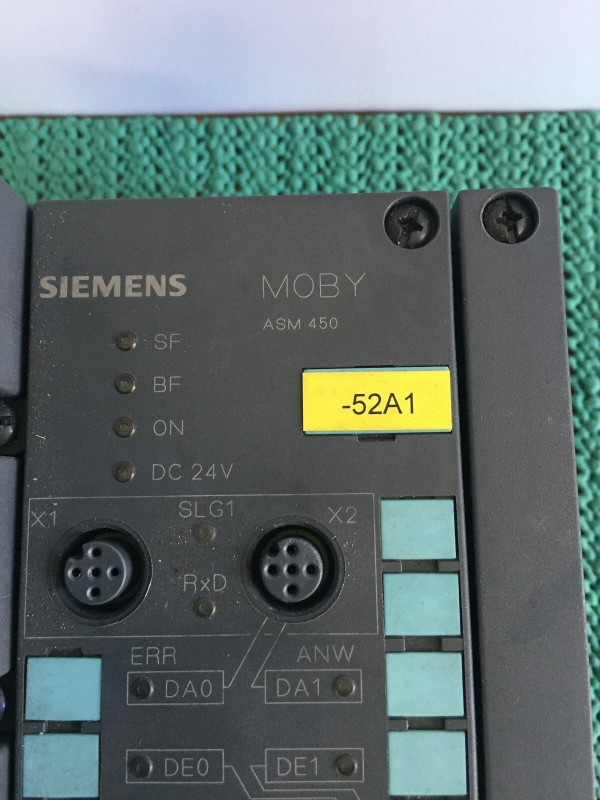 SIEMENS MOBY
ASM 450
SF
BF
-52A1
ON
DC 24V
X1 SLG1 X2
RxD
ERR ANW
DA0 DA1
DE0 DE1